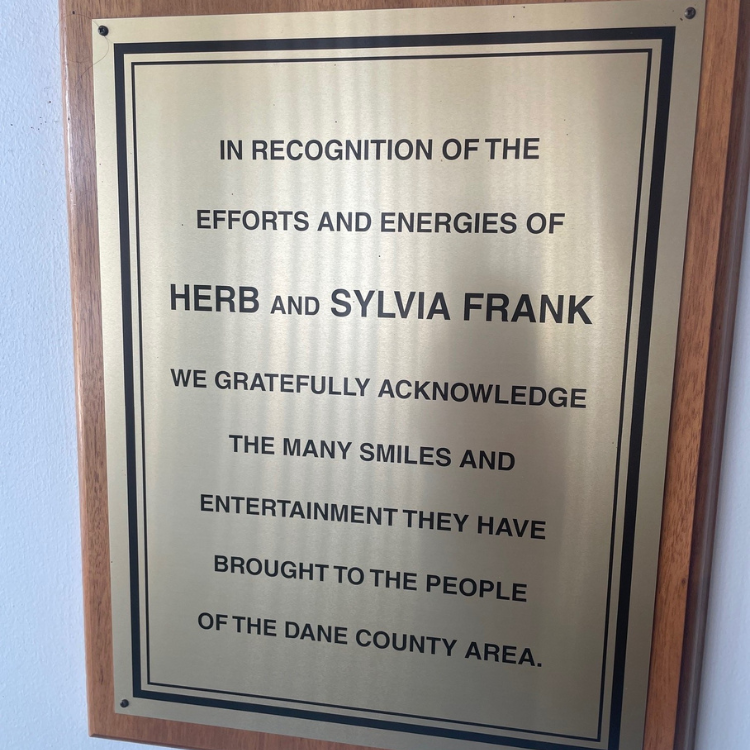 IN RECOGNITION OF THE
EFFORTS AND ENERGIES OF
HERB AND SYLVIA FRANK
WE GRATEFULLY ACKNOWLEDGE
THE MANY SMILES AND
ENTERTAINMENT THEY HAVE
BROUGHT TO THE PEOPLE
OF THE DANE COUNTY AREA.